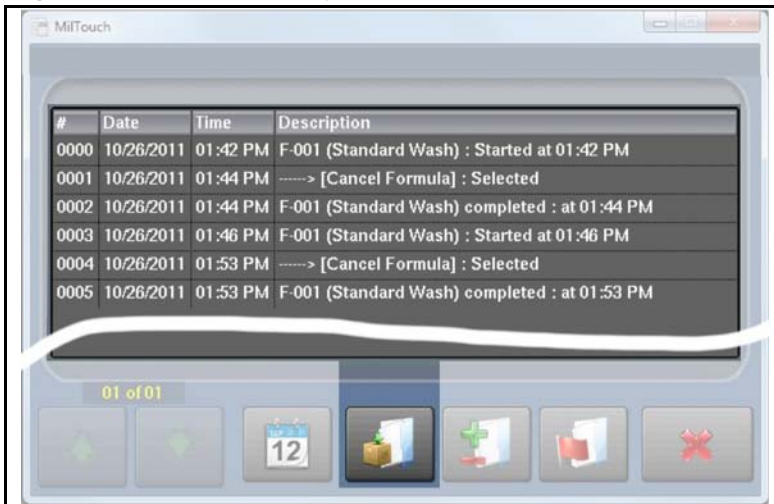 MilTouch
# Date Time Description
0000 10/26/2011 01:42 PM F-001 (Standard Wash) : Started at 01:42 PM
0001 10/26/2011 01:44 PM ------> [Cancel Formula] : Selected
0002 10/26/2011 01:44 PM F-001 (Standard Wash) completed : at 01:44 PM
0003 10/26/2011 01:46 PM F-001 (Standard Wash) : Started at 01:46 PM
0004 10/26/2011 01:53 PM ------> [Cancel Formula] : Selected
0005 10/26/2011 01:53 PM F-001 (Standard Wash) completed : at 01:53 PM
01 of 01
12